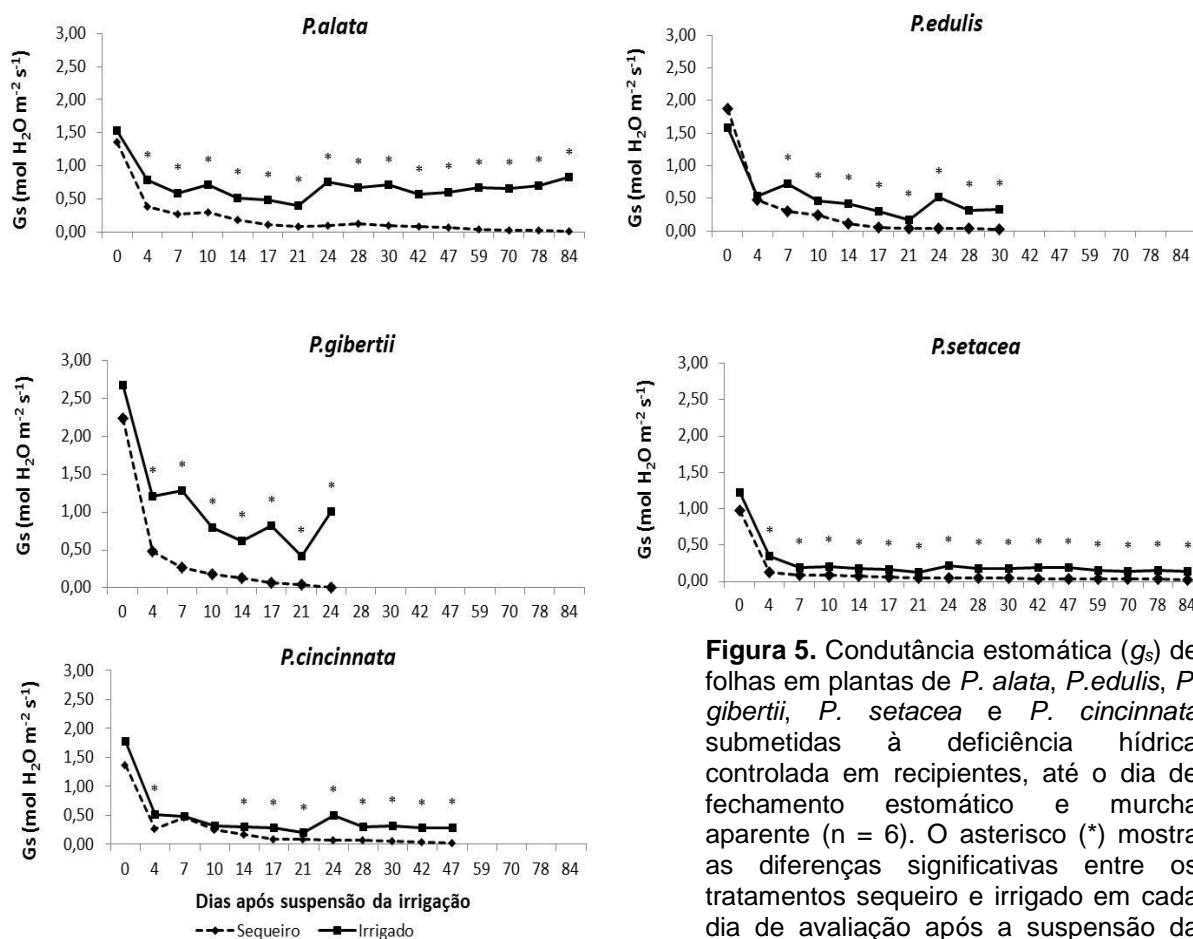 P.alata
Gs (mol H₂O m⁻² s⁻¹)
3,00
2,50
2,00
1,50
1,00
0,50
0,00
* * * * * * * * * * * * * * *
0 4 7 10 14 17 21 24 28 30 42 47 59 70 78 84
P.edulis
Gs (mol H₂O m⁻² s⁻¹)
3,00
2,50
2,00
1,50
1,00
0,50
0,00
* * * * * * * *
0 4 7 10 14 17 21 24 28 30 42 47 59 70 78 84
P.gibertii
Gs (mol H₂O m⁻² s⁻¹)
3,00
2,50
2,00
1,50
1,00
0,50
0,00
* * * * * * *
0 4 7 10 14 17 21 24 28 30 42 47 59 70 78 84
P.setacea
Gs (mol H₂O m⁻² s⁻¹)
3,00
2,50
2,00
1,50
1,00
0,50
0,00
* * * * * * * * * * * * * * *
0 4 7 10 14 17 21 24 28 30 42 47 59 70 78 84
P.cincinnata
Gs (mol H₂O m⁻² s⁻¹)
3,00
2,50
2,00
1,50
1,00
0,50
0,00
* * * * * * * * *
0 4 7 10 14 17 21 24 28 30 42 47 59 70 78 84
Dias após suspensão da irrigação
Sequeiro Irrigado
Figura 5. Condutância estomática (gₛ) de
folhas em plantas de P. alata, P.edulis, P.
gibertii, P. setacea e P. cincinnata
submetidas à deficiência hídrica
controlada em recipientes, até o dia de
fechamento estomático e murcha
aparente (n = 6). O asterisco (*) mostra
as diferenças significativas entre os
tratamentos sequeiro e irrigado em cada
dia de avaliação após a suspensão da